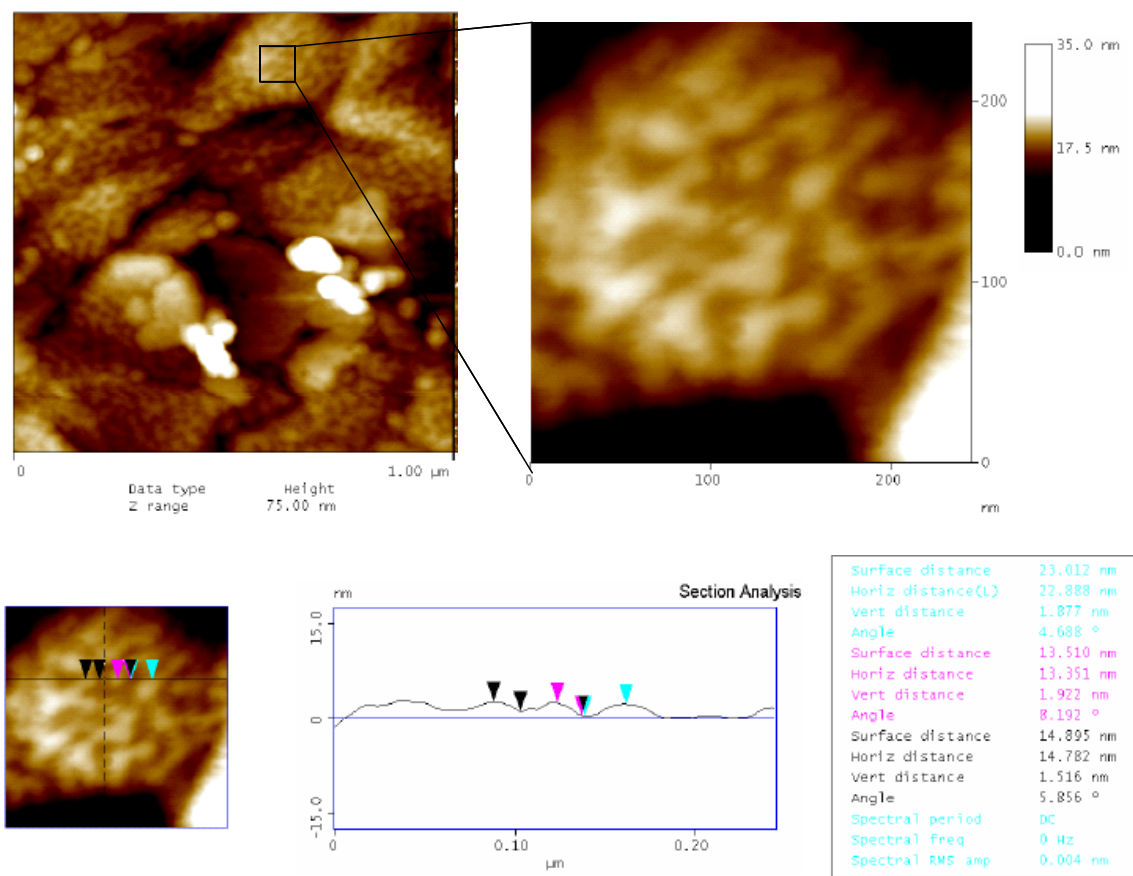 35.0 nm
200
17.5 nm
0.0 nm
100
0
0 1.00 μm
0 100 200
nm
Data type Height
Z range 75.00 nm
nm Section Analysis
15.0
0
-15.0
0 0.10 0.20
μm
Surface distance 23.012 nm
Horiz distance(L) 22.888 nm
Vert distance 1.877 nm
Angle 4.688 °
Surface distance 13.510 nm
Horiz distance 13.351 nm
Vert distance 1.922 nm
Angle 8.192 °
Surface distance 14.895 nm
Horiz distance 14.782 nm
Vert distance 1.516 nm
Angle 5.856 °
Spectral period DC
Spectral freq 0 Hz
Spectral RMS amp 0.004 nm